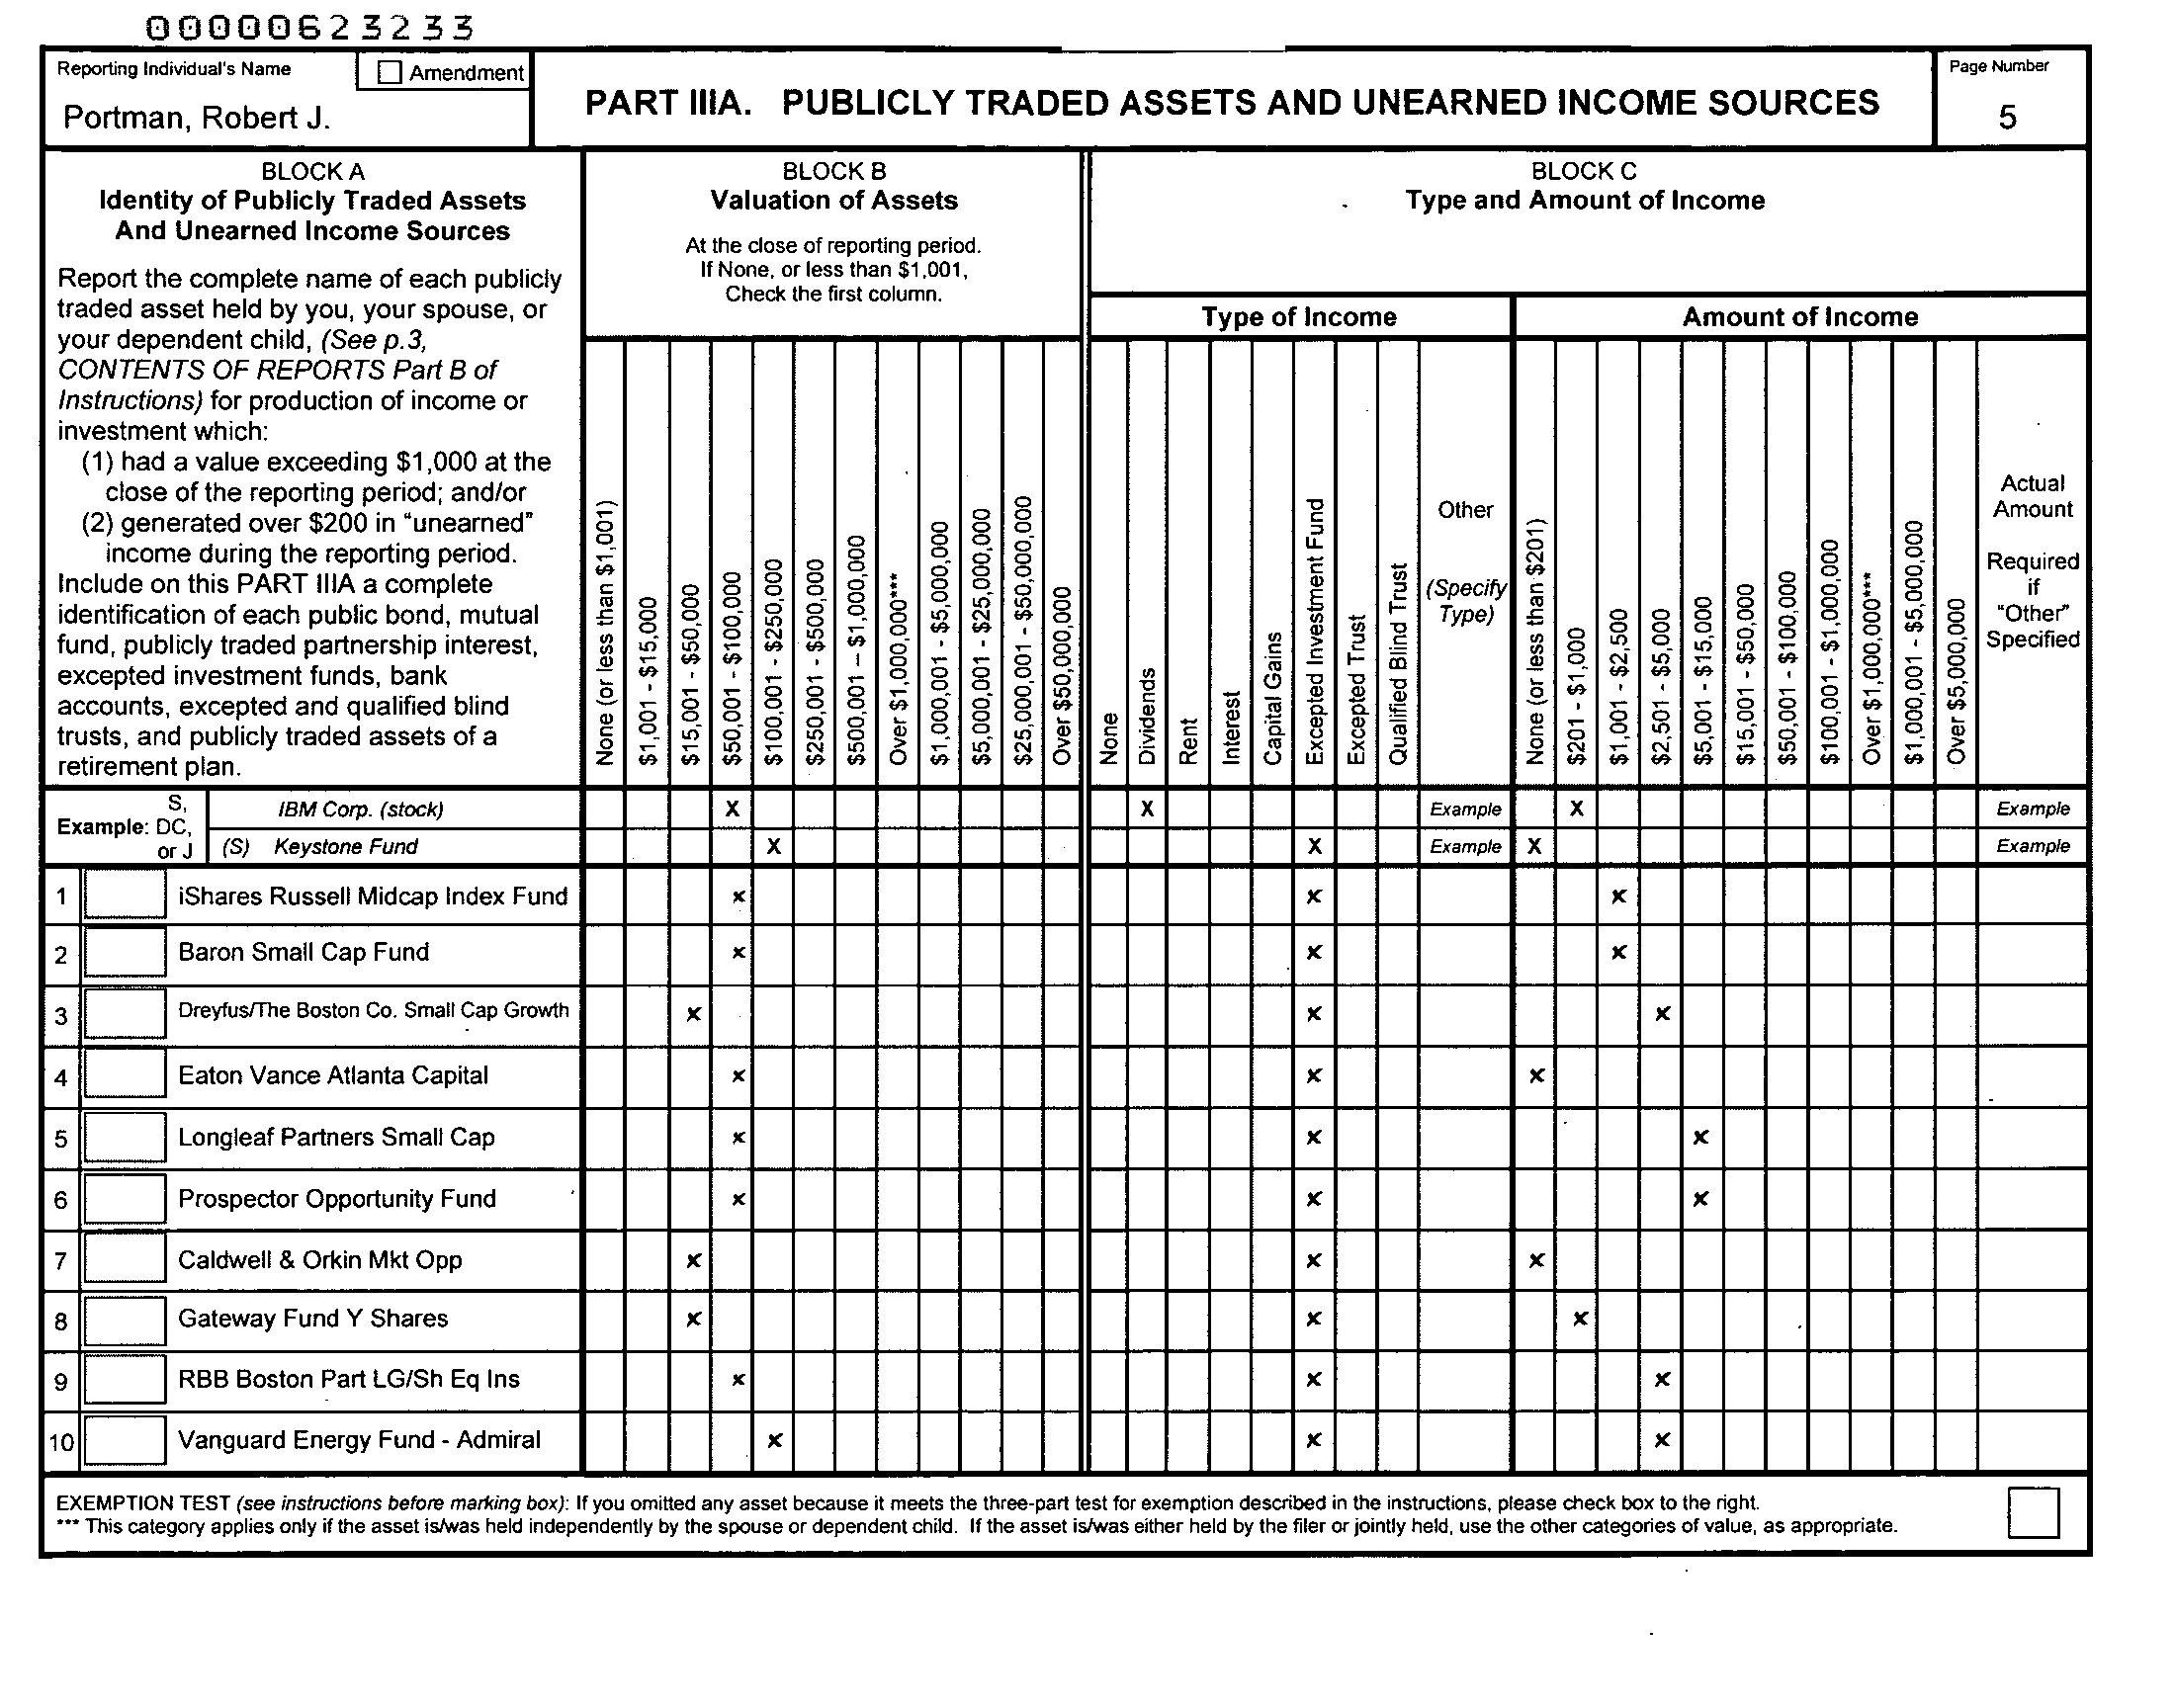 00000623233
Reporting Individual's Name
Amendment
Portman, Robert J.
PART IIIA. PUBLICLY TRADED ASSETS AND UNEARNED INCOME SOURCES
Page Number
5
BLOCK A
Identity of Publicly Traded Assets
And Unearned Income Sources
Report the complete name of each publicly
traded asset held by you, your spouse, or
your dependent child, (See p.3,
CONTENTS OF REPORTS Part B of
Instructions) for production of income or
investment which:
(1) had a value exceeding $1,000 at the
close of the reporting period; and/or
(2) generated over $200 in "unearned"
income during the reporting period.
Include on this PART IIIA a complete
identification of each public bond, mutual
fund, publicly traded partnership interest,
excepted investment funds, bank
accounts, excepted and qualified blind
trusts, and publicly traded assets of a
retirement plan.
BLOCK B
Valuation of Assets
At the close of reporting period.
If None, or less than $1,001,
Check the first column.
None (or less than $1,001)
$1,001 - $15,000
$15,001 - $50,000
$50,001 - $100,000
$100,001 - $250,000
$250,001 - $500,000
$500,001 – $1,000,000
Over $1,000,000***
$1,000,001 - $5,000,000
$5,000,001 - $25,000,000
$25,000,001 - $50,000,000
Over $50,000,000
BLOCK C
Type and Amount of Income
Type of Income
None
Dividends
Rent
Interest
Capital Gains
Excepted Investment Fund
Excepted Trust
Qualified Blind Trust
Other
(Specify
Type)
Amount of Income
None (or less than $201)
$201 - $1,000
$1,001 - $2,500
$2,501 - $5,000
$5,001 - $15,000
$15,001 - $50,000
$50,001 - $100,000
$100,001 - $1,000,000
Over $1,000,000***
$1,000,001 - $5,000,000
Over $5,000,000
Actual
Amount
Required
if
"Other"
Specified
Example: S, DC, or J
IBM Corp. (stock) X X Example X Example
(S) Keystone Fund X X Example X Example
1 iShares Russell Midcap Index Fund x x x
2 Baron Small Cap Fund x x x
3 Dreyfus/The Boston Co. Small Cap Growth x x x
4 Eaton Vance Atlanta Capital x x x
5 Longleaf Partners Small Cap x x x
6 Prospector Opportunity Fund x x x
7 Caldwell & Orkin Mkt Opp x x x
8 Gateway Fund Y Shares x x x
9 RBB Boston Part LG/Sh Eq Ins x x x
10 Vanguard Energy Fund - Admiral x x x
EXEMPTION TEST (see instructions before marking box): If you omitted any asset because it meets the three-part test for exemption described in the instructions, please check box to the right.
*** This category applies only if the asset is/was held independently by the spouse or dependent child. If the asset is/was either held by the filer or jointly held, use the other categories of value, as appropriate.